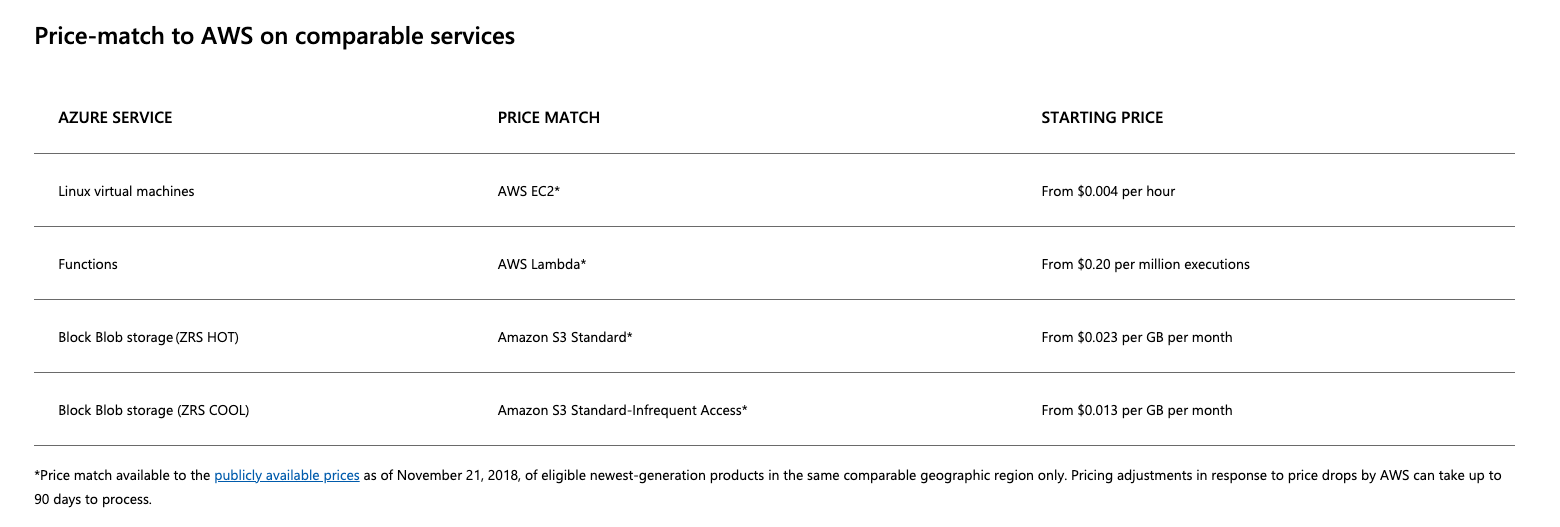 Price-match to AWS on comparable services
AZURE SERVICE PRICE MATCH STARTING PRICE
Linux virtual machines AWS EC2* From $0.004 per hour
Functions AWS Lambda* From $0.20 per million executions
Block Blob storage (ZRS HOT) Amazon S3 Standard* From $0.023 per GB per month
Block Blob storage (ZRS COOL) Amazon S3 Standard-Infrequent Access* From $0.013 per GB per month
*Price match available to the publicly available prices as of November 21, 2018, of eligible newest-generation products in the same comparable geographic region only. Pricing adjustments in response to price drops by AWS can take up to
90 days to process.